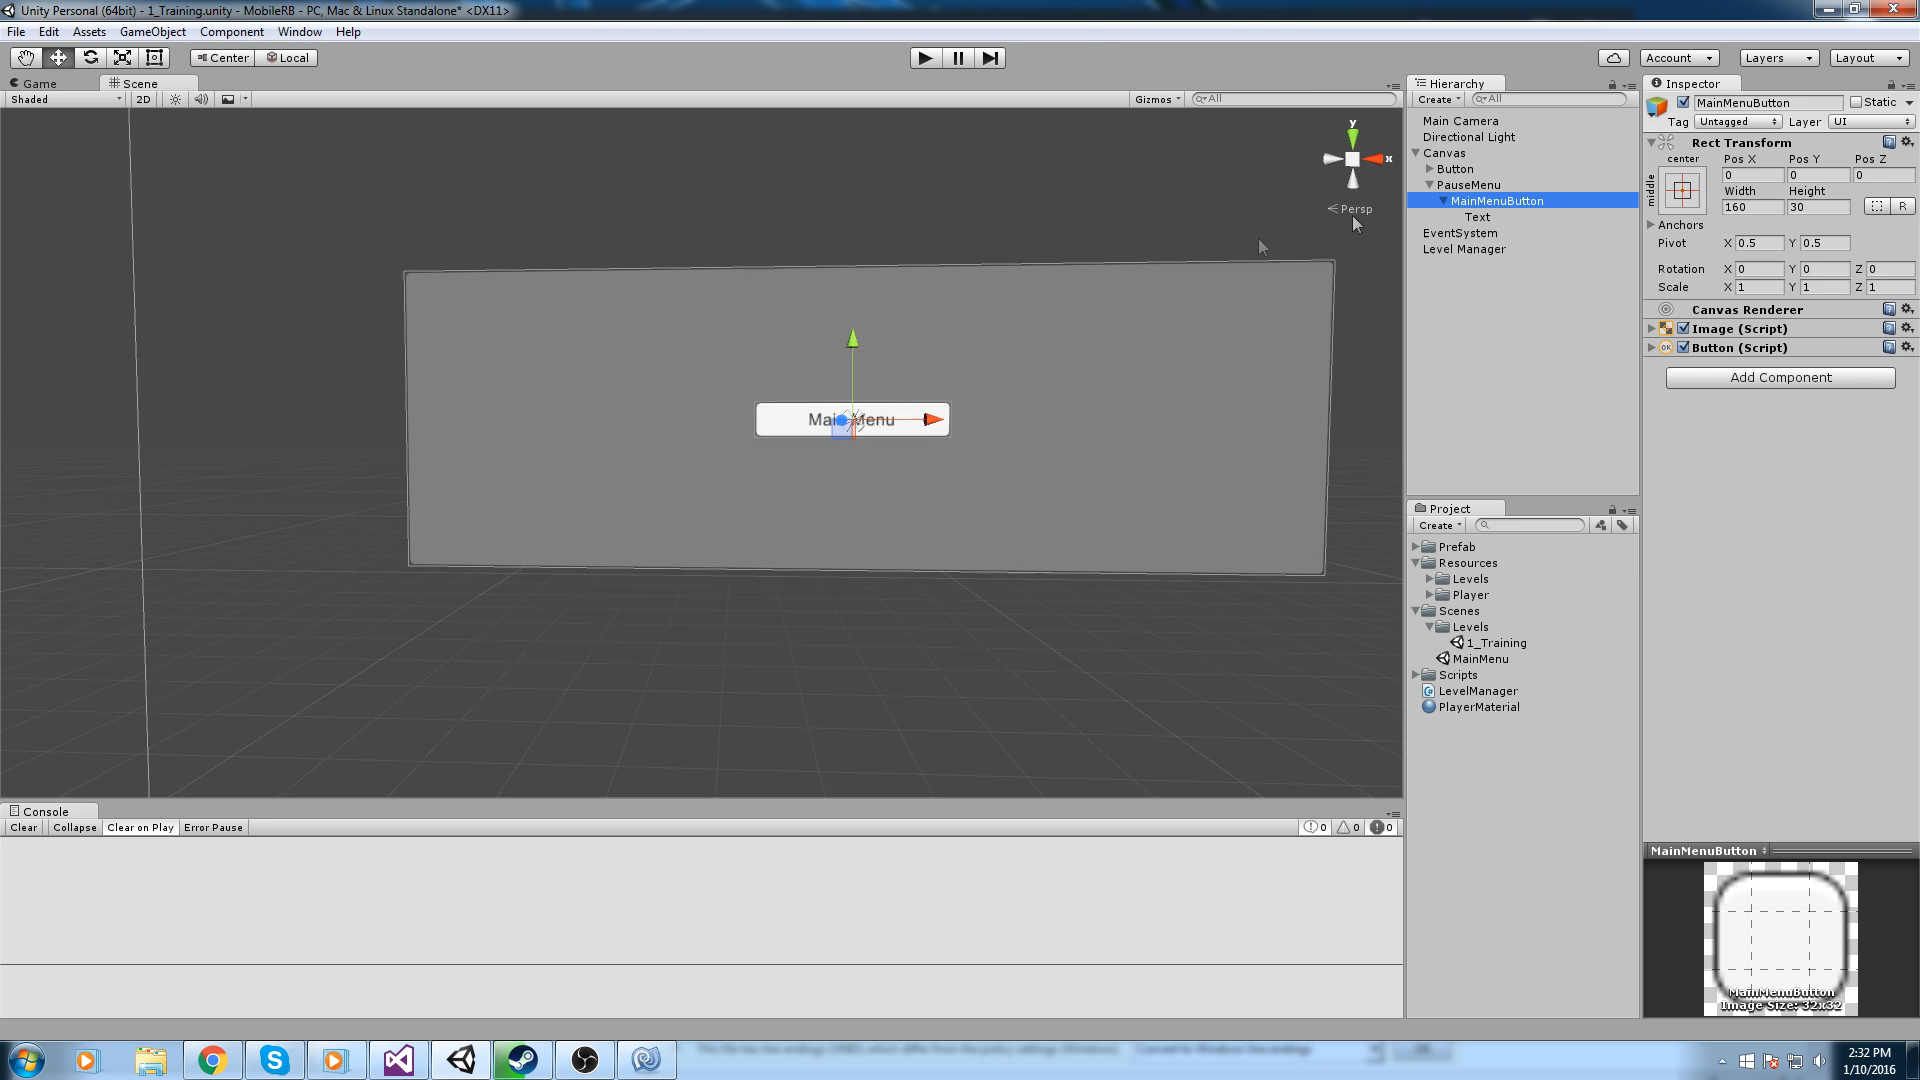 Unity Personal (64bit) - 1_Training.unity - MobileRB - PC, Mac & Linux Standalone* <DX11>
File Edit Assets GameObject Component Window Help
Center Local Account Layers Layout
Game Scene
Shaded 2D Gizmos All
y
x
Persp
Main Menu
Hierarchy
Create All
Main Camera
Directional Light
Canvas
Button
PauseMenu
MainMenuButton
Text
EventSystem
Level Manager
Project
Create
Prefab
Resources
Levels
Player
Scenes
Levels
1_Training
MainMenu
Scripts
LevelManager
PlayerMaterial
Inspector
MainMenuButton Static
Tag Untagged Layer UI
Rect Transform
center Pos X Pos Y Pos Z
middle 0 0 0
Width Height
160 30 R
Anchors
Pivot X 0.5 Y 0.5
Rotation X 0 Y 0 Z 0
Scale X 1 Y 1 Z 1
Canvas Renderer
Image (Script)
OK Button (Script)
Add Component
MainMenuButton
MainMenuButton
Image Size: 32x32
Console
Clear Collapse Clear on Play Error Pause 0 0 0
2:32 PM
1/10/2016